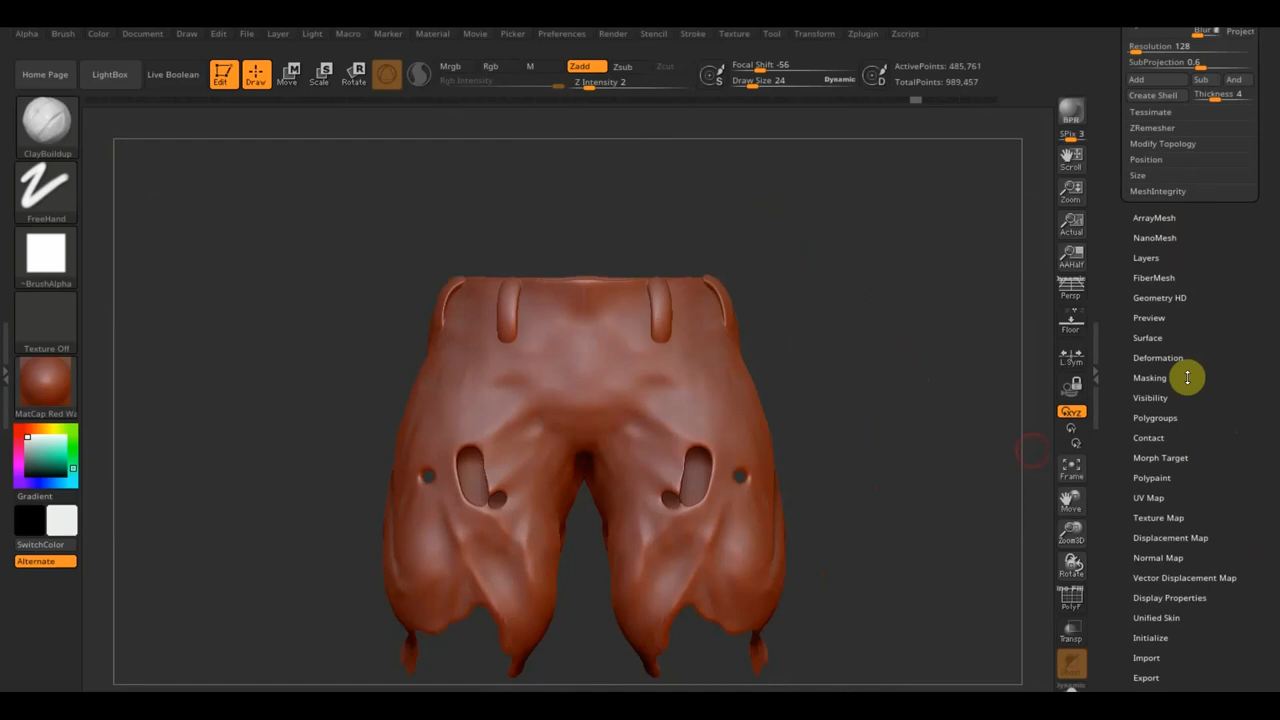 Alpha Brush Color Document Draw Edit File Layer Light Macro Marker Material Movie Picker Preferences Render Stencil Stroke Texture Tool Transform Zplugin Zscript
Blur Project
Resolution 128
SubProjection 0.6
Add Sub And
Create Shell Thickness 4
Tessimate
ZRemesher
Modify Topology
Position
Size
MeshIntegrity
ArrayMesh
NanoMesh
Layers
FiberMesh
Geometry HD
Preview
Surface
Deformation
Masking
Visibility
Polygroups
Contact
Morph Target
Polypaint
UV Map
Texture Map
Displacement Map
Normal Map
Vector Displacement Map
Display Properties
Unified Skin
Initialize
Import
Export
Home Page LightBox Live Boolean Edit Draw Move Scale Rotate
Mrgb Rgb M
Rgb Intensity
Zadd Zsub Zcut
Z Intensity 2
S
Focal Shift -56
Draw Size 24 Dynamic
D
ActivePoints: 485,761
TotalPoints: 989,457
ClayBuildup
FreeHand
~BrushAlpha
Texture Off
MatCap Red Wa
Gradient
SwitchColor
Alternate
BPR
SPix 3
Scroll
Zoom
Actual
AAHalf
Dynamic
Persp
Floor
L.Sym
XYZ
Y
Z
Frame
Move
Zoom3D
Rotate
PolyF
Transp
Dynamic